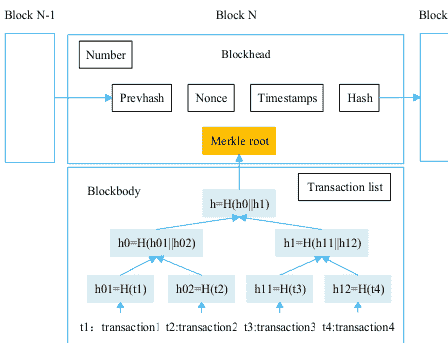 Block N-1 Block N Block
Number Blockhead
Prevhash Nonce Timestamps Hash
Merkle root
Blockbody Transaction list
h=H(h0||h1)
h0=H(h01||h02) h1=H(h11||h12)
h01=H(t1) h02=H(t2) h11=H(t3) h12=H(t4)
t1：transaction1 t2:transaction2 t3:transaction3 t4:transaction4